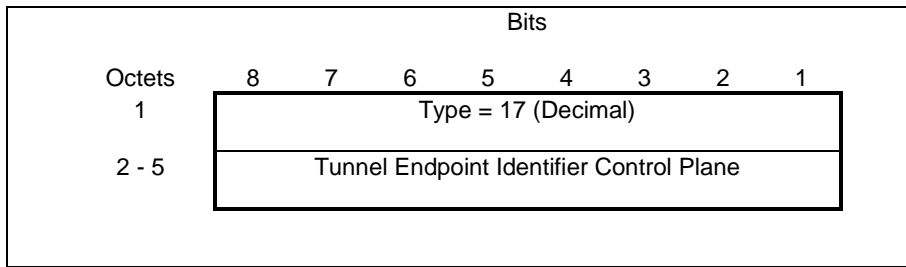 Bits
Octets 8 7 6 5 4 3 2 1
1 Type = 17 (Decimal)
2 - 5 Tunnel Endpoint Identifier Control Plane